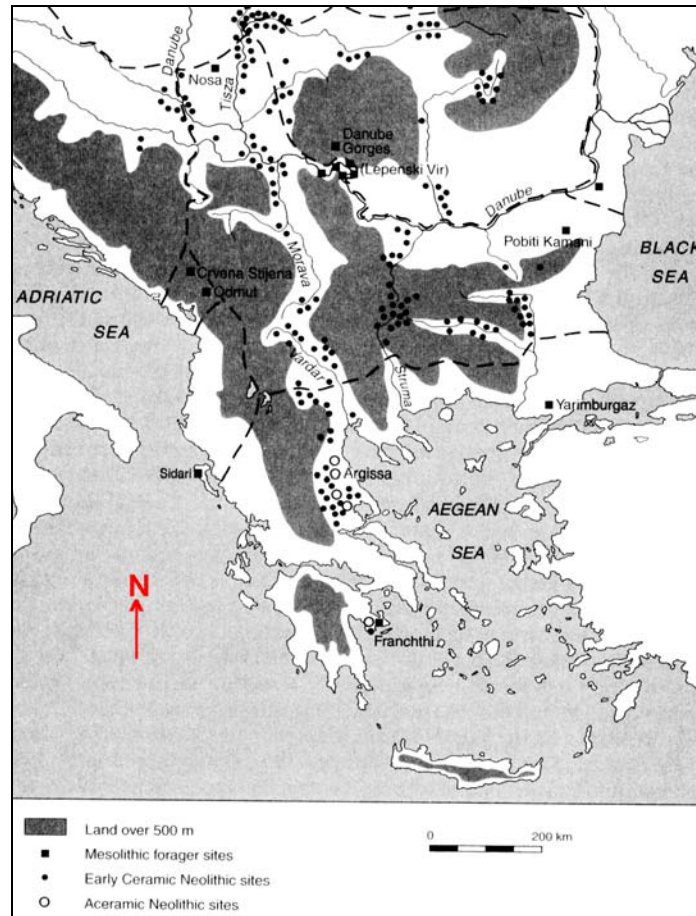 Danube
Nosa
Tisza
Danube
Gorges
(Lepenski Vir)
Danube
Pobiti Kamani
BLACK
SEA
Morava
Crvena Stijena
Odmut
ADRIATIC
SEA
Vardar
Struma
Yarimburgaz
Sidari
Argissa
AEGEAN
SEA
N
Franchthi
Land over 500 m
Mesolithic forager sites
Early Ceramic Neolithic sites
Aceramic Neolithic sites
0 200 km